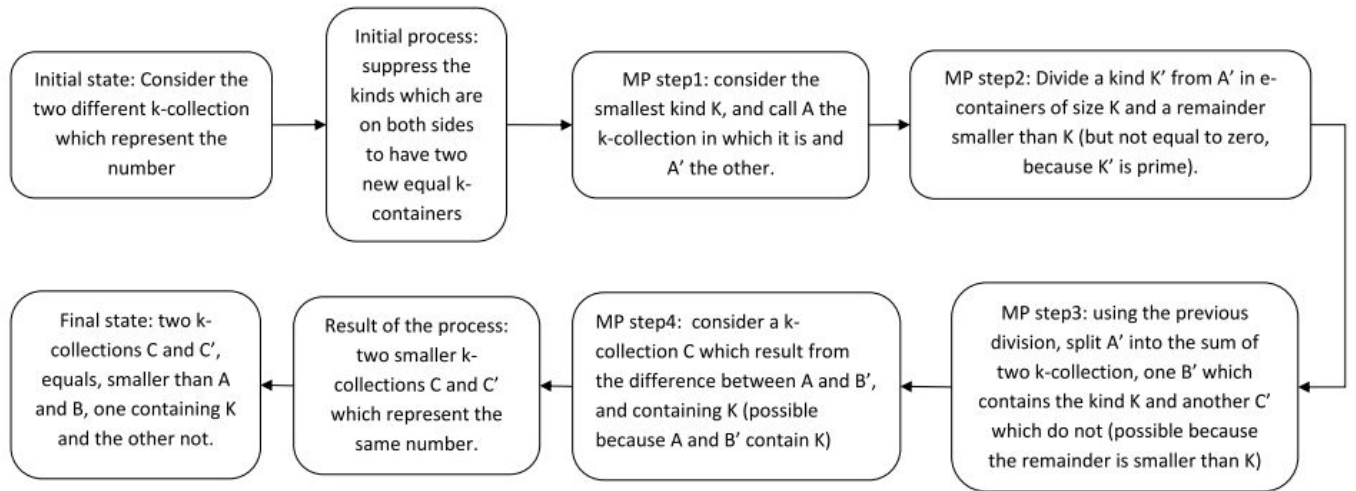 Initial state: Consider the
two different k-collection
which represent the
number
Initial process:
suppress the
kinds which are
on both sides
to have two
new equal k-
containers
MP step1: consider the
smallest kind K, and call A the
k-collection in which it is and
A’ the other.
MP step2: Divide a kind K’ from A’ in e-
containers of size K and a remainder
smaller than K (but not equal to zero,
because K’ is prime).
MP step3: using the previous
division, split A’ into the sum of
two k-collection, one B’ which
contains the kind K and another C’
which do not (possible because
the remainder is smaller than K)
MP step4:  consider a k-
collection C which result from
the difference between A and B’,
and containing K (possible
because A and B’ contain K)
Result of the process:
two smaller k-
collections C and C’
which represent the
same number.
Final state: two k-
collections C and C’,
equals, smaller than A
and B, one containing K
and the other not.